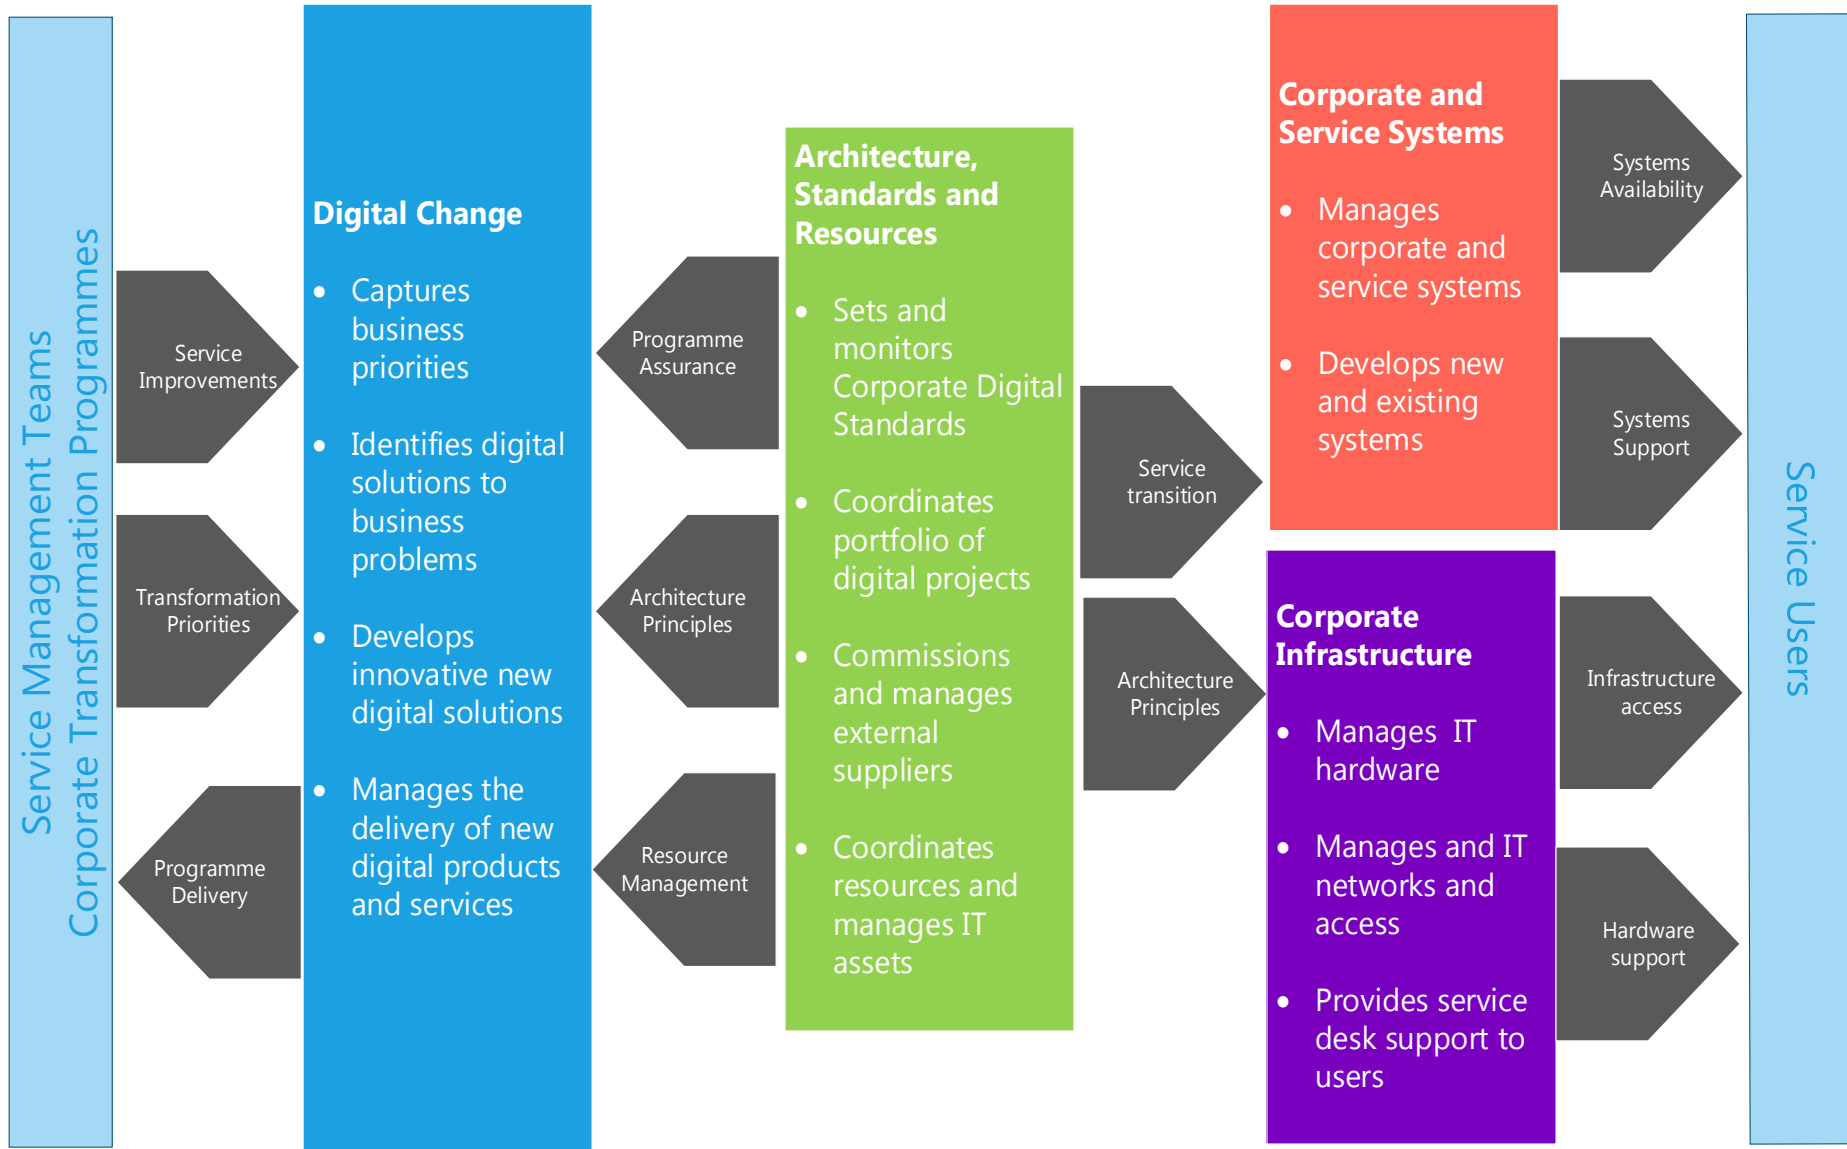 Service Management Teams
Corporate Transformation Programmes
Service
Improvements
Transformation
Priorities
Programme
Delivery
Digital Change
• Captures
business
priorities
• Identifies digital
solutions to
business
problems
• Develops
innovative new
digital solutions
• Manages the
delivery of new
digital products
and services
Programme
Assurance
Architecture
Principles
Resource
Management
Architecture,
Standards and
Resources
• Sets and
monitors
Corporate Digital
Standards
• Coordinates
portfolio of
digital projects
• Commissions
and manages
external
suppliers
• Coordinates
resources and
manages IT
assets
Service
transition
Architecture
Principles
Corporate and
Service Systems
• Manages
corporate and
service systems
• Develops new
and existing
systems
Corporate
Infrastructure
• Manages IT
hardware
• Manages and IT
networks and
access
• Provides service
desk support to
users
Systems
Availability
Systems
Support
Infrastructure
access
Hardware
support
Service Users